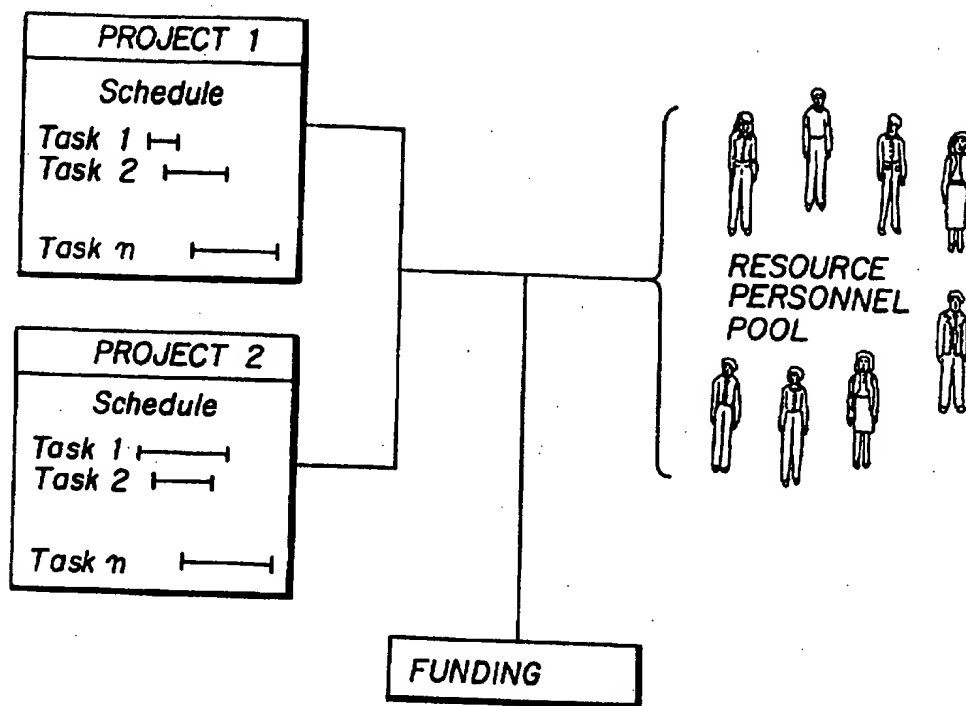 PROJECT 1
Schedule
Task 1
Task 2
Task n
PROJECT 2
Schedule
Task 1
Task 2
Task n
RESOURCE
PERSONNEL
POOL
FUNDING